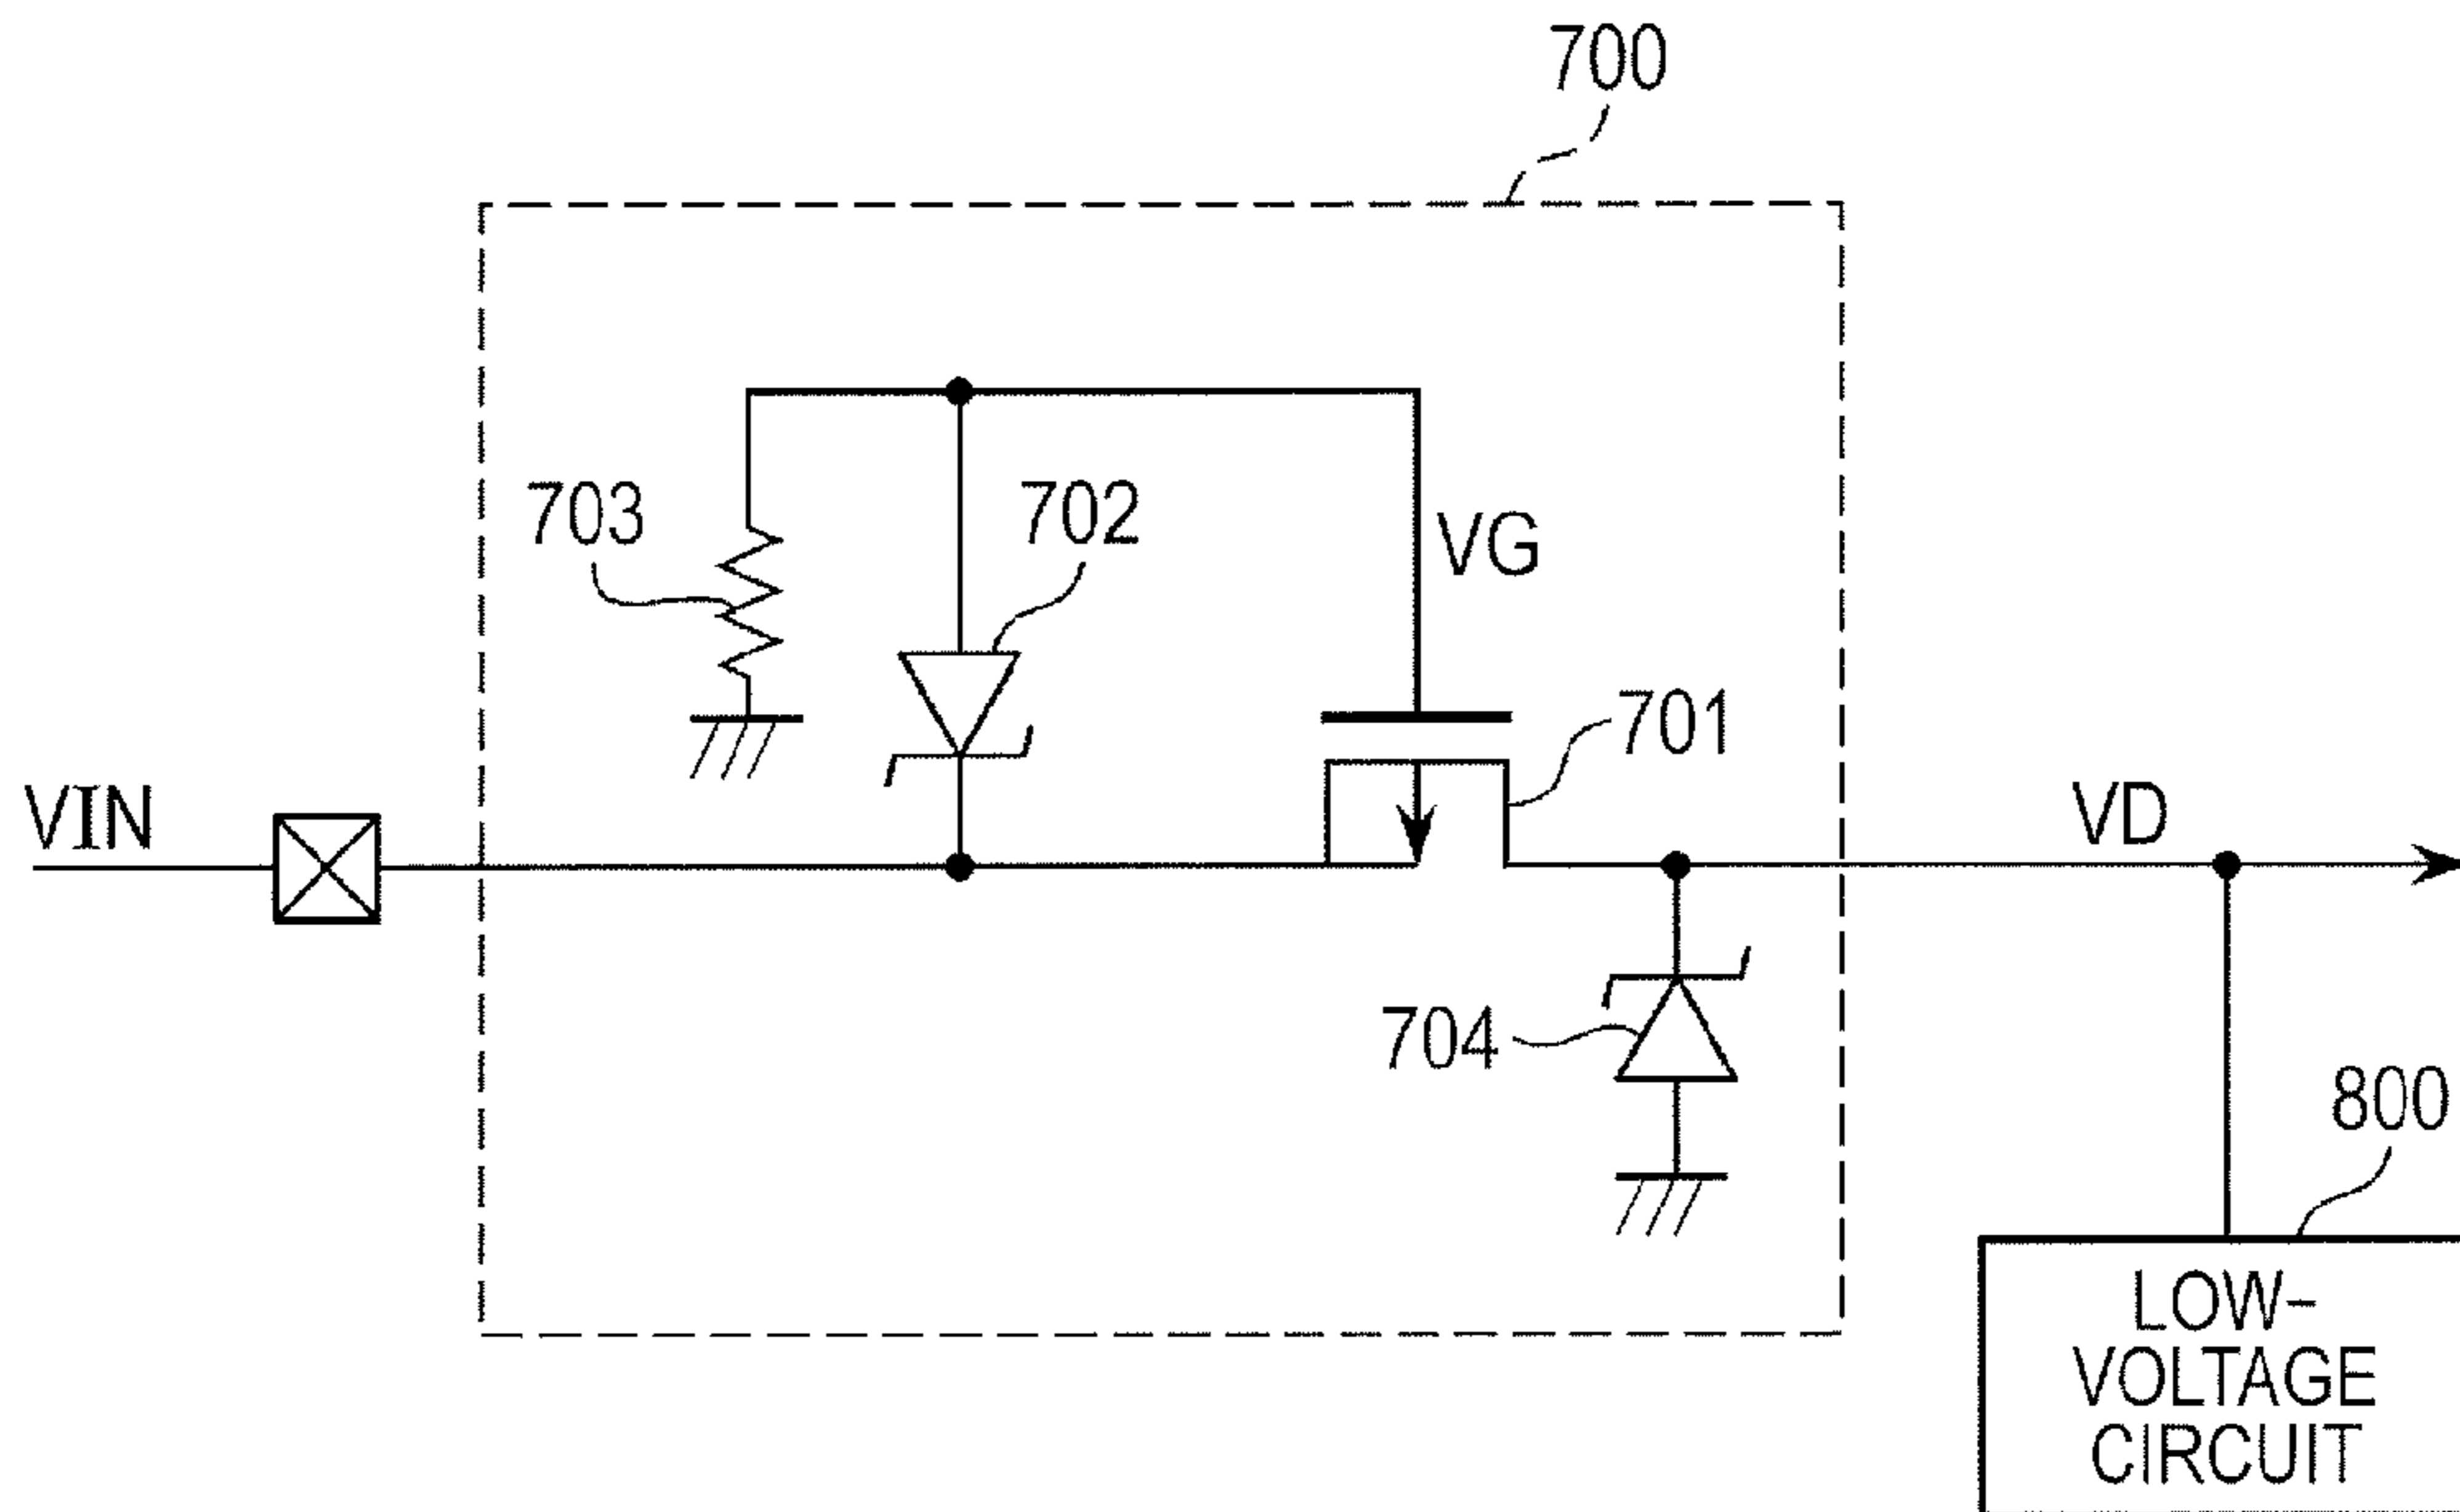 700
703
702
VG
701
VIN
VD
704
800
LOW-
VOLTAGE
CIRCUIT